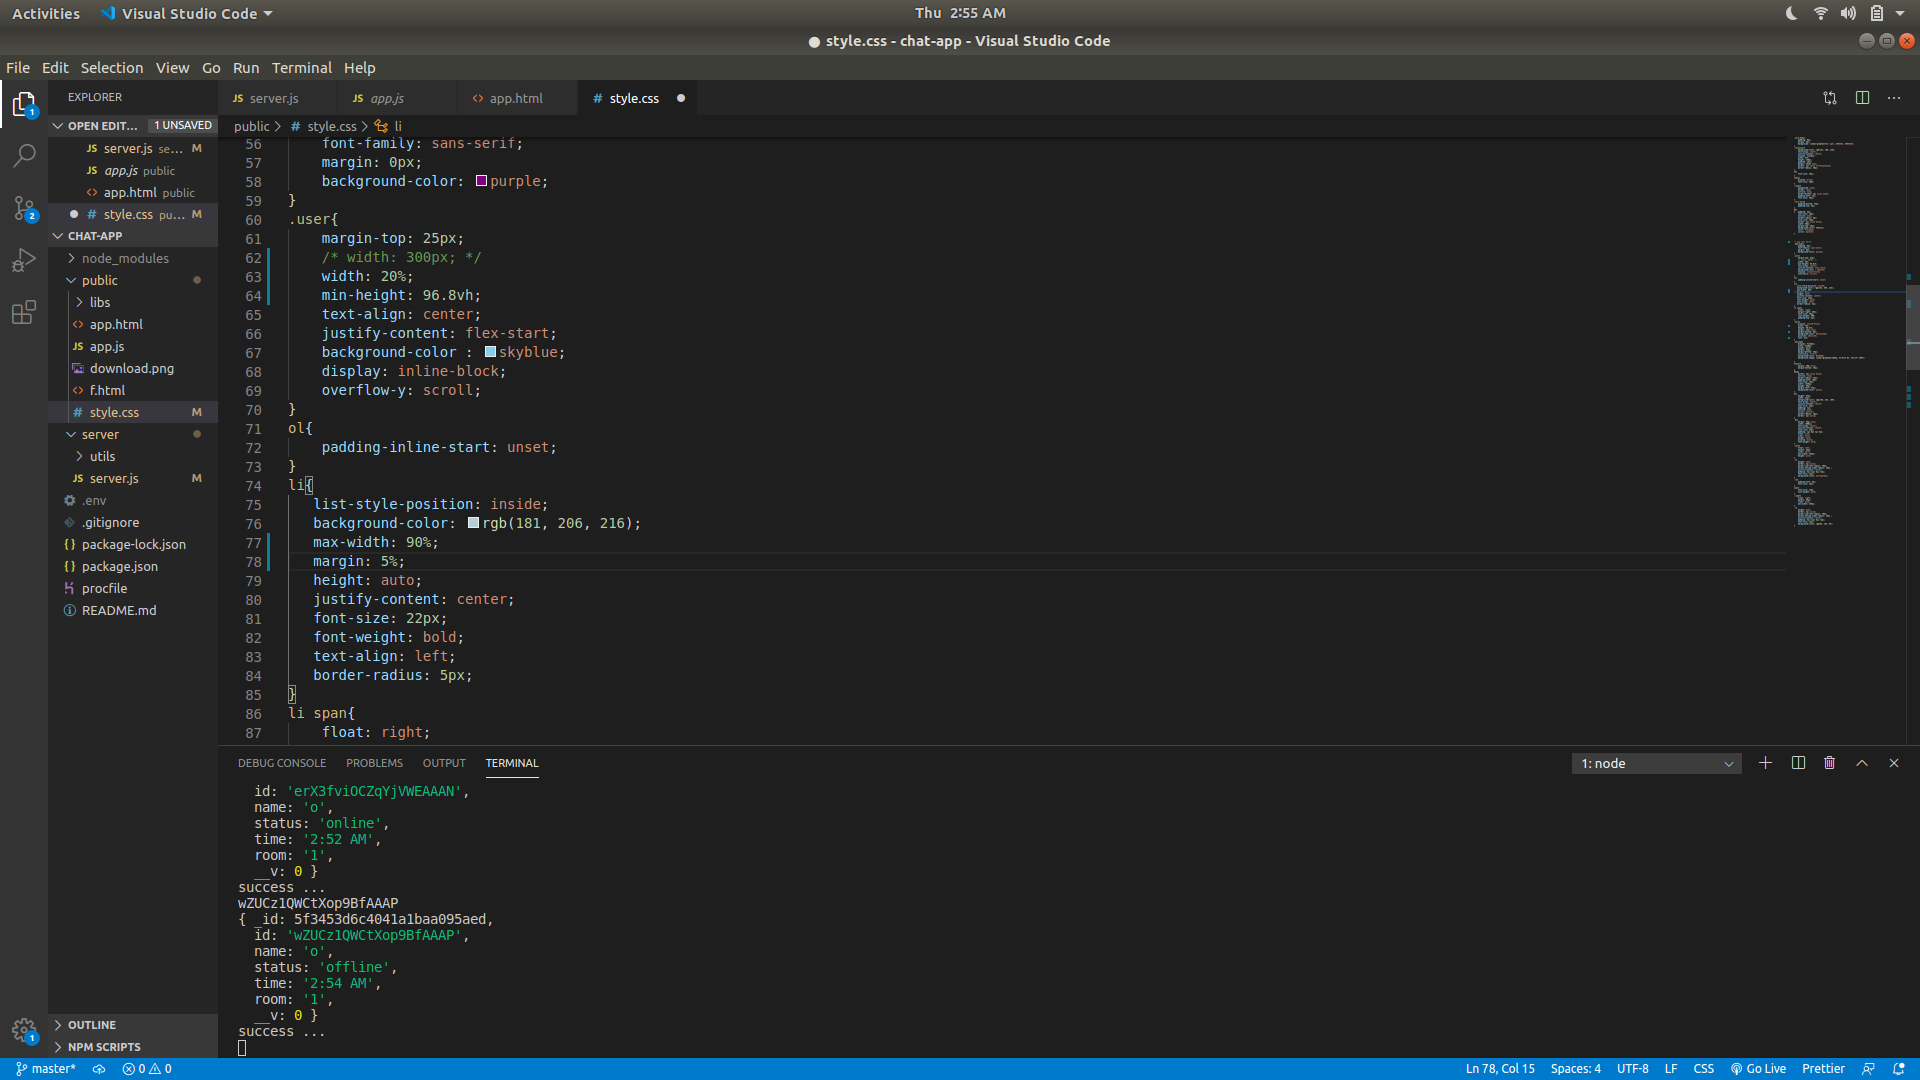 Activities Visual Studio Code Thu 2:55 AM
● style.css - chat-app - Visual Studio Code
File Edit Selection View Go Run Terminal Help
EXPLORER
OPEN EDIT... 1 UNSAVED
server.js se... M
app.js public
app.html public
style.css pu... M
CHAT-APP
node_modules
public
libs
app.html
app.js
download.png
f.html
style.css M
server
utils
server.js M
.env
.gitignore
package-lock.json
package.json
procfile
README.md
OUTLINE
NPM SCRIPTS
1
2
1
JS server.js JS app.js <> app.html # style.css ●
public > # style.css > li
56 font-family: sans-serif;
57 margin: 0px;
58 background-color: purple;
59 }
60 .user{
61 margin-top: 25px;
62 /* width: 300px; */
63 width: 20%;
64 min-height: 96.8vh;
65 text-align: center;
66 justify-content: flex-start;
67 background-color : skyblue;
68 display: inline-block;
69 overflow-y: scroll;
70 }
71 ol{
72 padding-inline-start: unset;
73 }
74 li{
75 list-style-position: inside;
76 background-color: rgb(181, 206, 216);
77 max-width: 90%;
78 margin: 5%;
79 height: auto;
80 justify-content: center;
81 font-size: 22px;
82 font-weight: bold;
83 text-align: left;
84 border-radius: 5px;
85 }
86 li span{
87 float: right;
DEBUG CONSOLE PROBLEMS OUTPUT TERMINAL 1: node
id: 'erX3fviOCZqYjVWEAAAN',
name: 'o',
status: 'online',
time: '2:52 AM',
room: '1',
__v: 0 }
success ...
wZUCz1QWCtXop9BfAAAP
{ _id: 5f3453d6c4041a1baa095aed,
id: 'wZUCz1QWCtXop9BfAAAP',
name: 'o',
status: 'offline',
time: '2:54 AM',
room: '1',
__v: 0 }
success ...
master* 0 0 Ln 78, Col 15 Spaces: 4 UTF-8 LF CSS Go Live Prettier